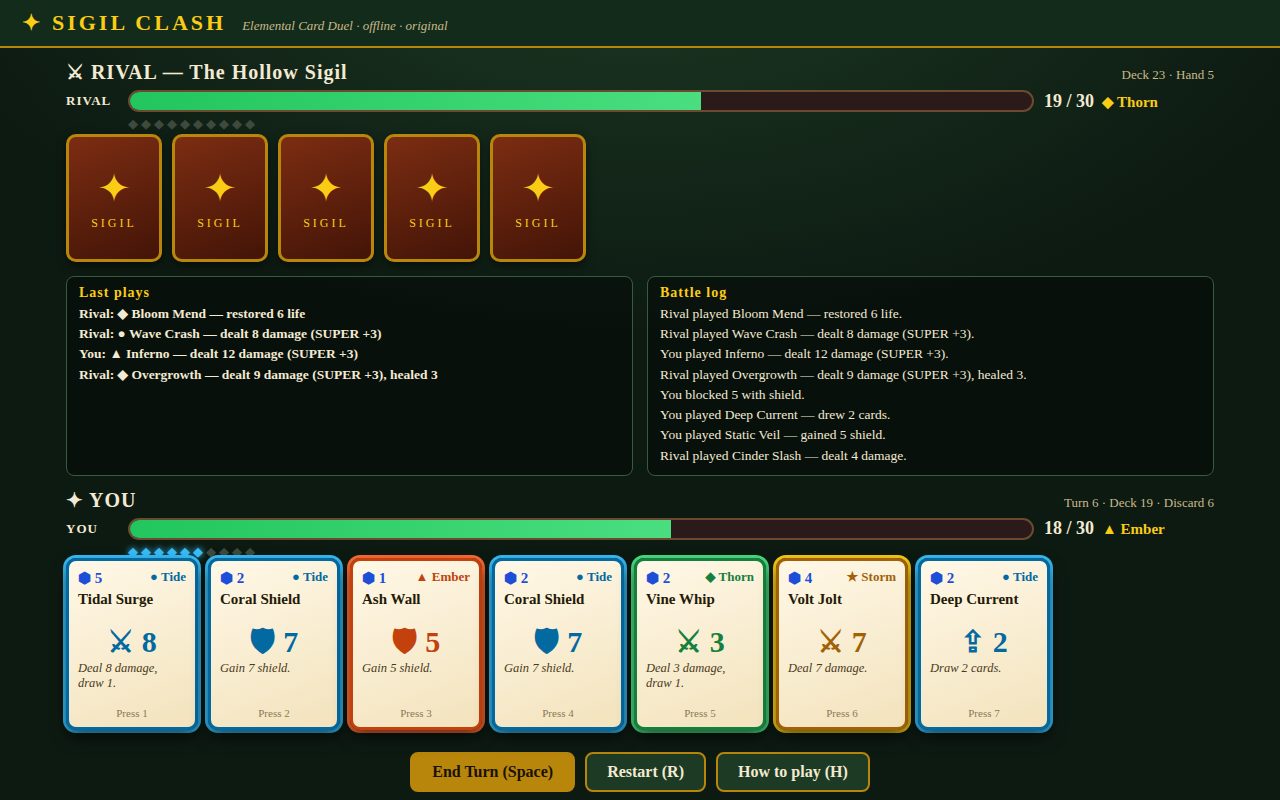 ✦ SIGIL CLASH Elemental Card Duel · offline · original
⚔ RIVAL — The Hollow Sigil
Deck 23 · Hand 5
RIVAL 19 / 30 ◆ Thorn
SIGIL SIGIL SIGIL SIGIL SIGIL
Last plays
Rival: ◆ Bloom Mend — restored 6 life
Rival: ● Wave Crash — dealt 8 damage (SUPER +3)
You: ▲ Inferno — dealt 12 damage (SUPER +3)
Rival: ◆ Overgrowth — dealt 9 damage (SUPER +3), healed 3
Battle log
Rival played Bloom Mend — restored 6 life.
Rival played Wave Crash — dealt 8 damage (SUPER +3).
You played Inferno — dealt 12 damage (SUPER +3).
Rival played Overgrowth — dealt 9 damage (SUPER +3), healed 3.
You blocked 5 with shield.
You played Deep Current — drew 2 cards.
You played Static Veil — gained 5 shield.
Rival played Cinder Slash — dealt 4 damage.
✦ YOU
Turn 6 · Deck 19 · Discard 6
YOU 18 / 30 ▲ Ember
⬢ 5 ● Tide
Tidal Surge
⚔ 8
Deal 8 damage,
draw 1.
Press 1
⬢ 2 ● Tide
Coral Shield
⛊ 7
Gain 7 shield.
Press 2
⬢ 1 ▲ Ember
Ash Wall
⛊ 5
Gain 5 shield.
Press 3
⬢ 2 ● Tide
Coral Shield
⛊ 7
Gain 7 shield.
Press 4
⬢ 2 ◆ Thorn
Vine Whip
⚔ 3
Deal 3 damage,
draw 1.
Press 5
⬢ 4 ★ Storm
Volt Jolt
⚔ 7
Deal 7 damage.
Press 6
⬢ 2 ● Tide
Deep Current
⇪ 2
Draw 2 cards.
Press 7
End Turn (Space)
Restart (R)
How to play (H)